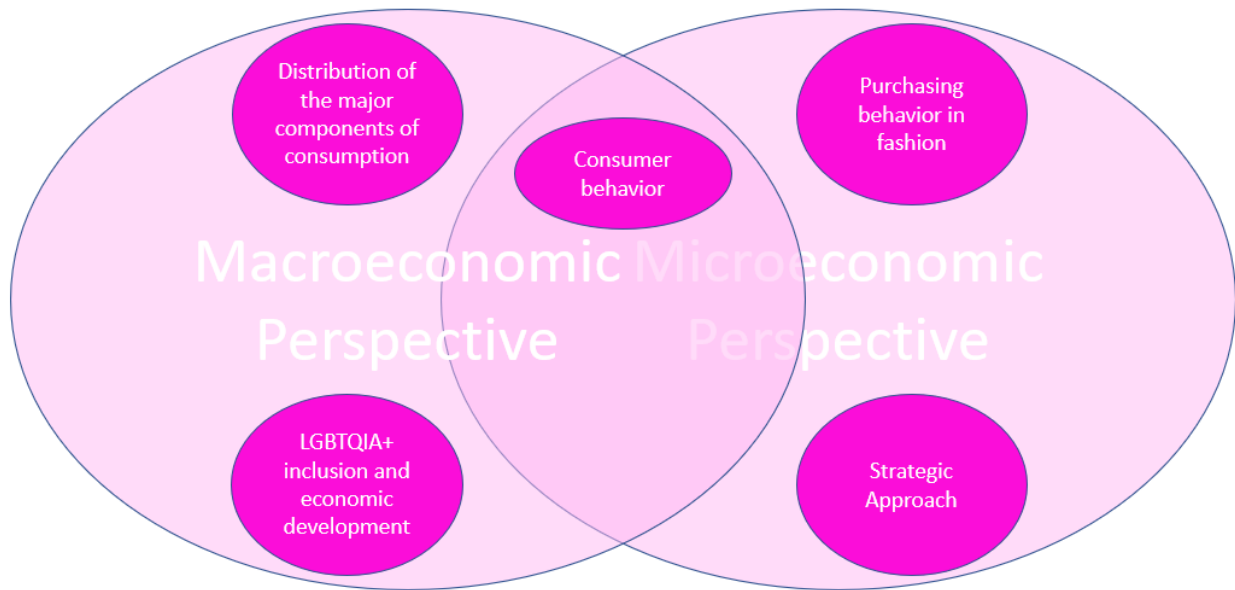 Distribution of
the major
components of
consumption
Purchasing
behavior in
fashion
Consumer
behavior
Macroeconomic
Perspective
Microeconomic
Perspective
LGBTQIA+
inclusion and
economic
development
Strategic
Approach